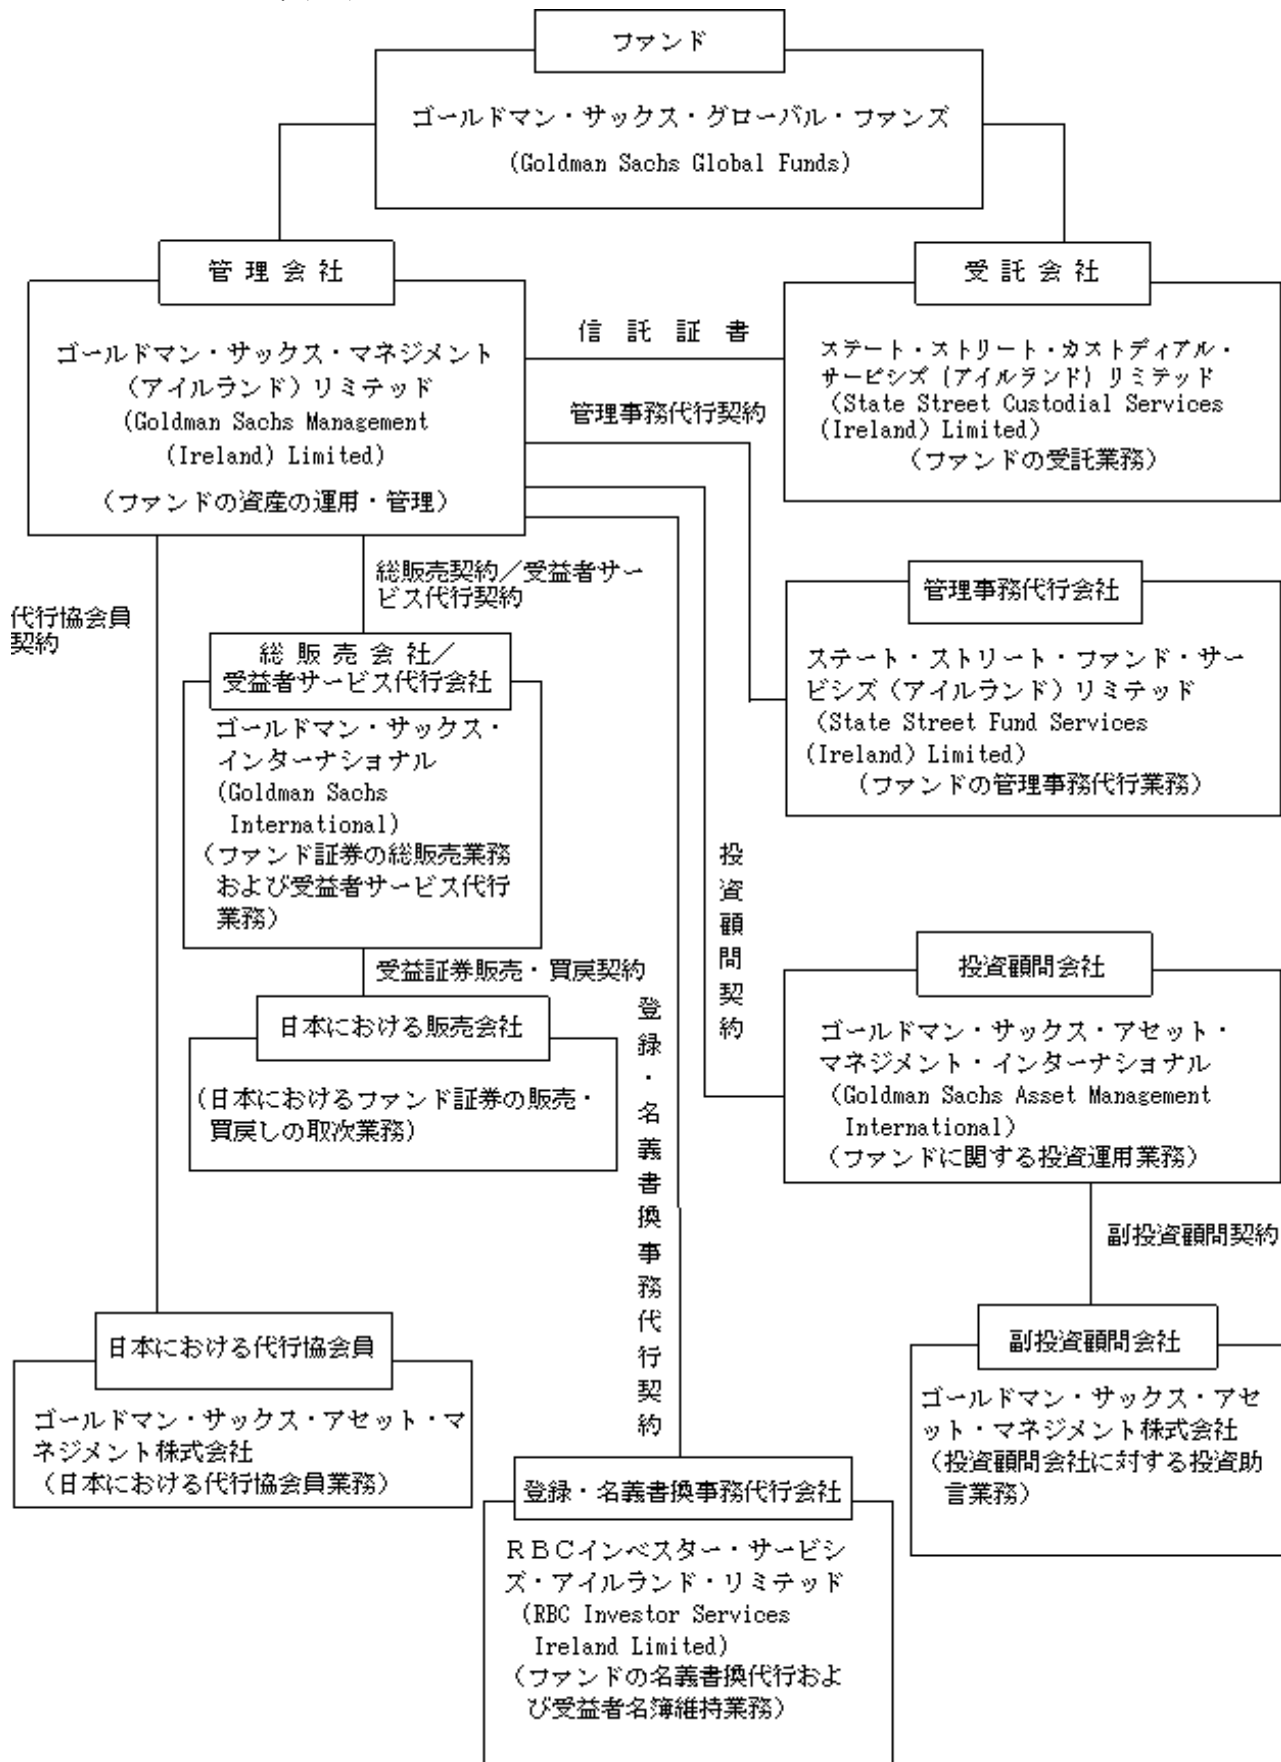 ファンド
ゴールドマン・サックス・グローバル・ファンズ
(Goldman Sachs Global Funds)
管理会社
ゴールドマン・サックス・マネジメント
（アイルランド）リミテッド
(Goldman Sachs Management
(Ireland) Limited)
（ファンドの資産の運用・管理）
信託証書
受託会社
ステート・ストリート・カストディアル・
サービシズ（アイルランド）リミテッド
(State Street Custodial Services
(Ireland) Limited)
（ファンドの受託業務）
管理事務代行契約
管理事務代行会社
ステート・ストリート・ファンド・サー
ビシズ（アイルランド）リミテッド
(State Street Fund Services
(Ireland) Limited)
（ファンドの管理事務代行業務）
代行協会員
契約
総販売契約／受益者サー
ビス代行契約
総販売会社／
受益者サービス代行会社
ゴールドマン・サックス・
インターナショナル
(Goldman Sachs
International)
（ファンド証券の総販売業務
および受益者サービス代行
業務）
受益証券販売・買戻契約
日本における販売会社
（日本におけるファンド証券の販売・
買戻しの取次業務）
投資顧問契約
投資顧問会社
ゴールドマン・サックス・アセット・
マネジメント・インターナショナル
(Goldman Sachs Asset Management
International)
（ファンドに関する投資運用業務）
登録・名義書換事務代行契約
副投資顧問契約
日本における代行協会員
ゴールドマン・サックス・アセット・マ
ネジメント株式会社
（日本における代行協会員業務）
副投資顧問会社
ゴールドマン・サックス・アセ
ット・マネジメント株式会社
（投資顧問会社に対する投資助
言業務）
登録・名義書換事務代行会社
ＲＢＣインベスター・サービシ
ズ・アイルランド・リミテッド
(RBC Investor Services
Ireland Limited)
（ファンドの名義書換代行およ
び受益者名簿維持業務）